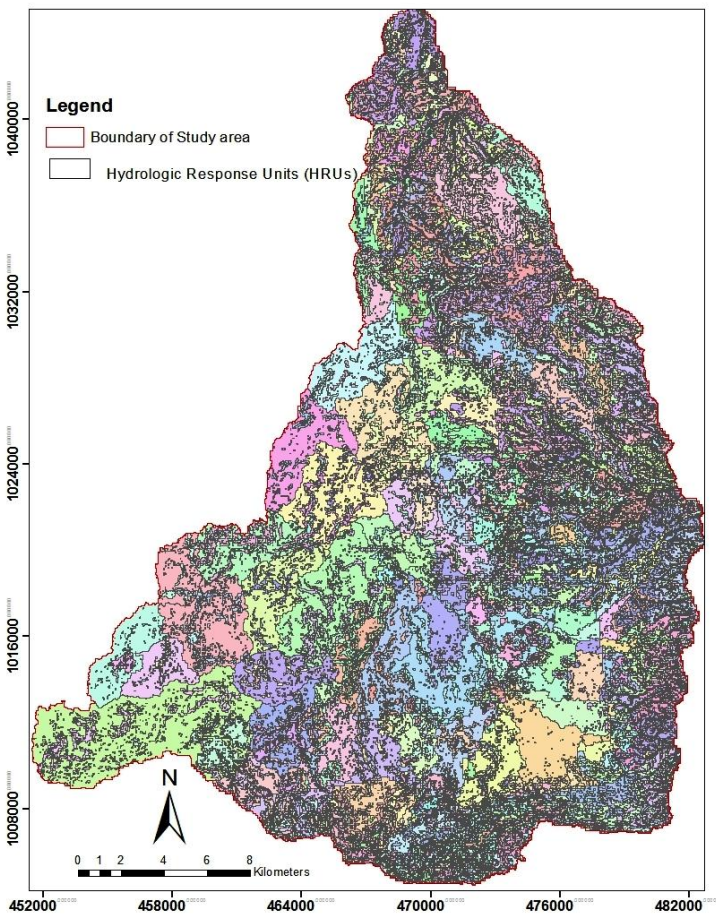 Legend
Boundary of Study area
Hydrologic Response Units (HRUs)
1040000
1032000
1024000
1016000
1008000
N
0 1 2 4 6 8
Kilometers
452000 458000 464000 470000 476000 482000